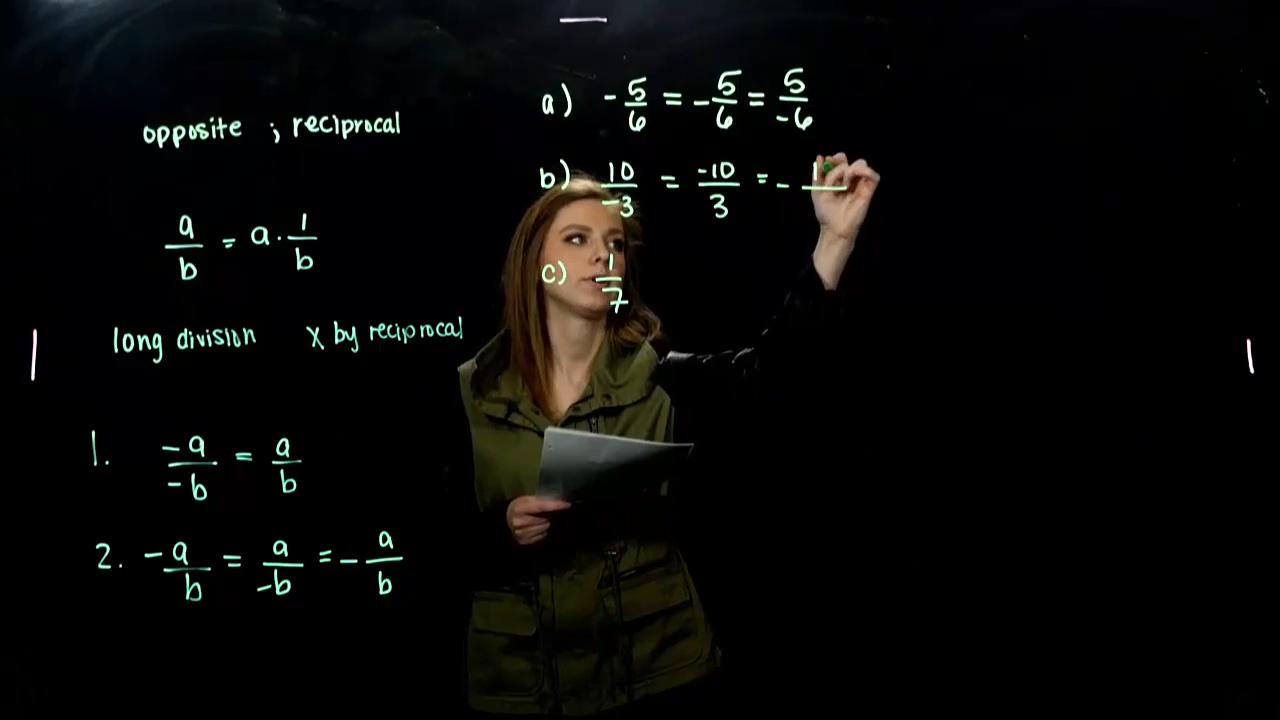 opposite ; reciprocal
a/b = a · 1/b
long division x by reciprocal
1. -a/-b = a/b
2. -a/b = a/-b = - a/b
a) - 5/6 = - 5/6 = 5/-6
b) 10/-3 = -10/3 = - 1
c) 1/7